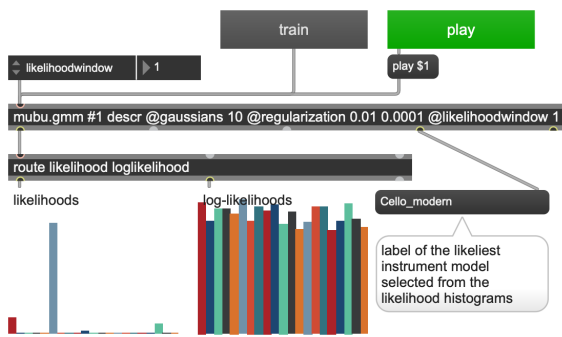 train
play
likelihoodwindow
1
play $1
mubu.gmm #1 descr @gaussians 10 @regularization 0.01 0.0001 @likelihoodwindow 1
route likelihood loglikelihood
likelihoods
log-likelihoods
Cello_modern
label of the likeliest
instrument model
selected from the
likelihood histograms